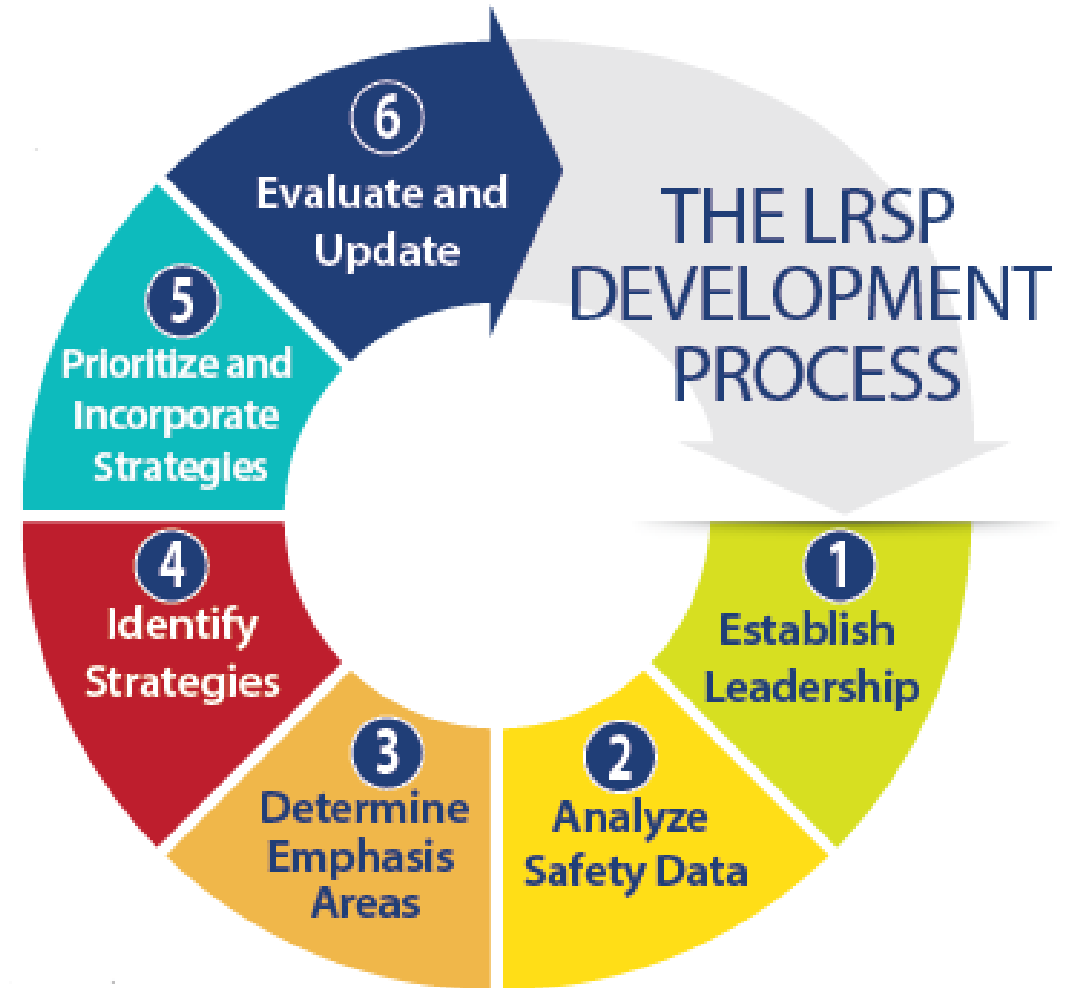 THE LRSP
DEVELOPMENT
PROCESS
1
Establish
Leadership
2
Analyze
Safety Data
3
Determine
Emphasis
Areas
4
Identify
Strategies
5
Prioritize and
Incorporate
Strategies
6
Evaluate and
Update